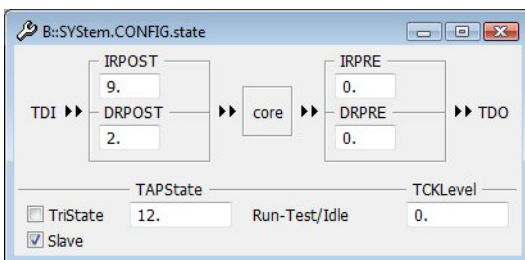 B::SYStem.CONFIG.state
IRPOST IRPRE
9. 0.
TDI DRPOST core DRPRE TDO
2. 0.
TAPState TCKLevel
TriState 12. Run-Test/Idle 0.
Slave